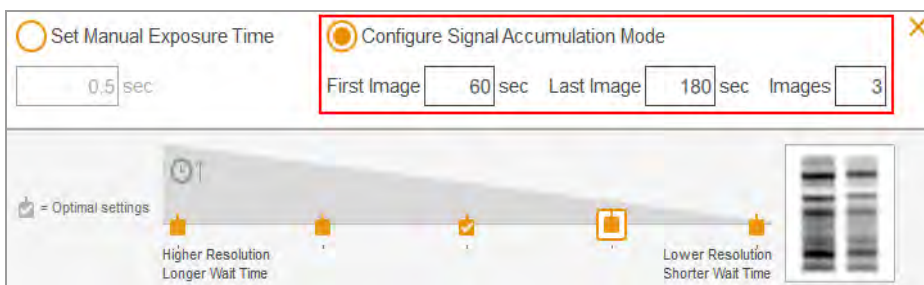 Set Manual Exposure Time
Configure Signal Accumulation Mode
0.5 sec
First Image 60 sec Last Image 180 sec Images 3
= Optimal settings
Higher Resolution
Longer Wait Time
Lower Resolution
Shorter Wait Time